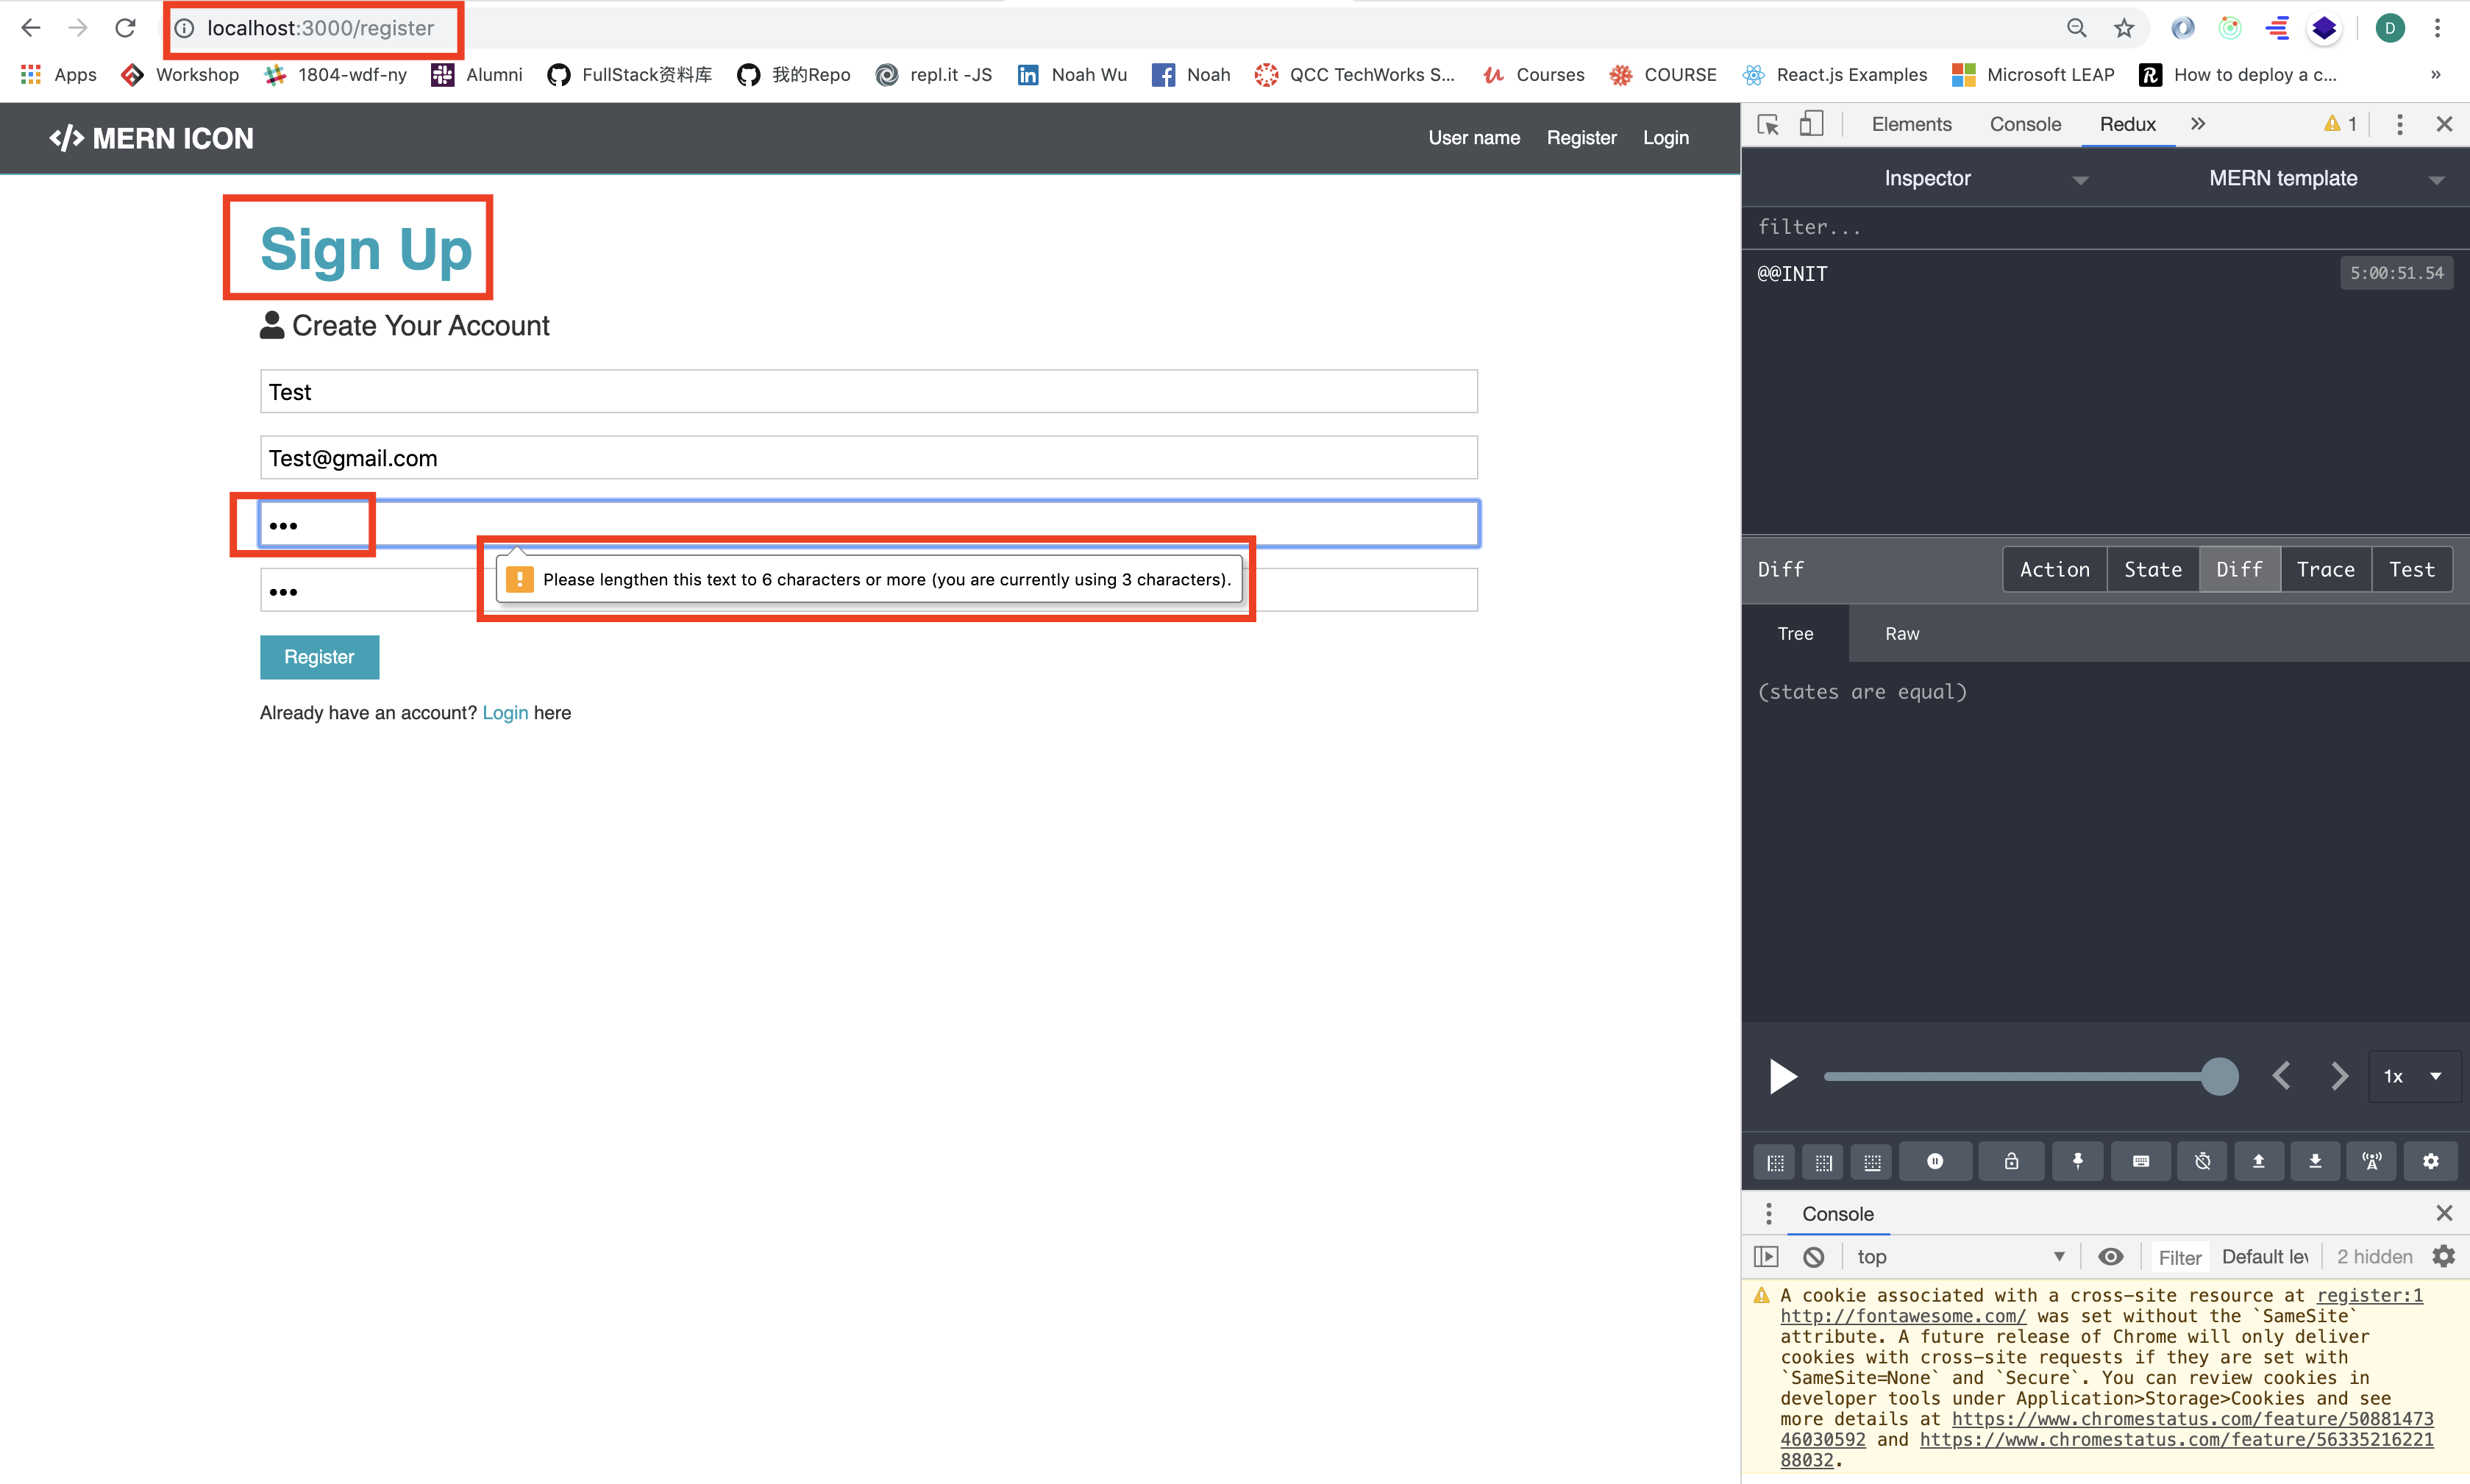 localhost:3000/register
D
Apps Workshop 1804-wdf-ny Alumni FullStack资料库 我的Repo repl.it -JS Noah Wu Noah QCC TechWorks S... Courses COURSE React.js Examples Microsoft LEAP How to deploy a c... »
</> MERN ICON
User name Register Login
Sign Up
Create Your Account
Test
Test@gmail.com
•••
Please lengthen this text to 6 characters or more (you are currently using 3 characters).
•••
Register
Already have an account? Login here
Elements Console Redux » 1
Inspector MERN template
filter...
@@INIT 5:00:51.54
Diff Action State Diff Trace Test
Tree Raw
(states are equal)
1x
Console
top Filter Default lev 2 hidden
A cookie associated with a cross-site resource at register:1
http://fontawesome.com/ was set without the `SameSite`
attribute. A future release of Chrome will only deliver
cookies with cross-site requests if they are set with
`SameSite=None` and `Secure`. You can review cookies in
developer tools under Application>Storage>Cookies and see
more details at https://www.chromestatus.com/feature/50881473
46030592 and https://www.chromestatus.com/feature/56335216221
88032.